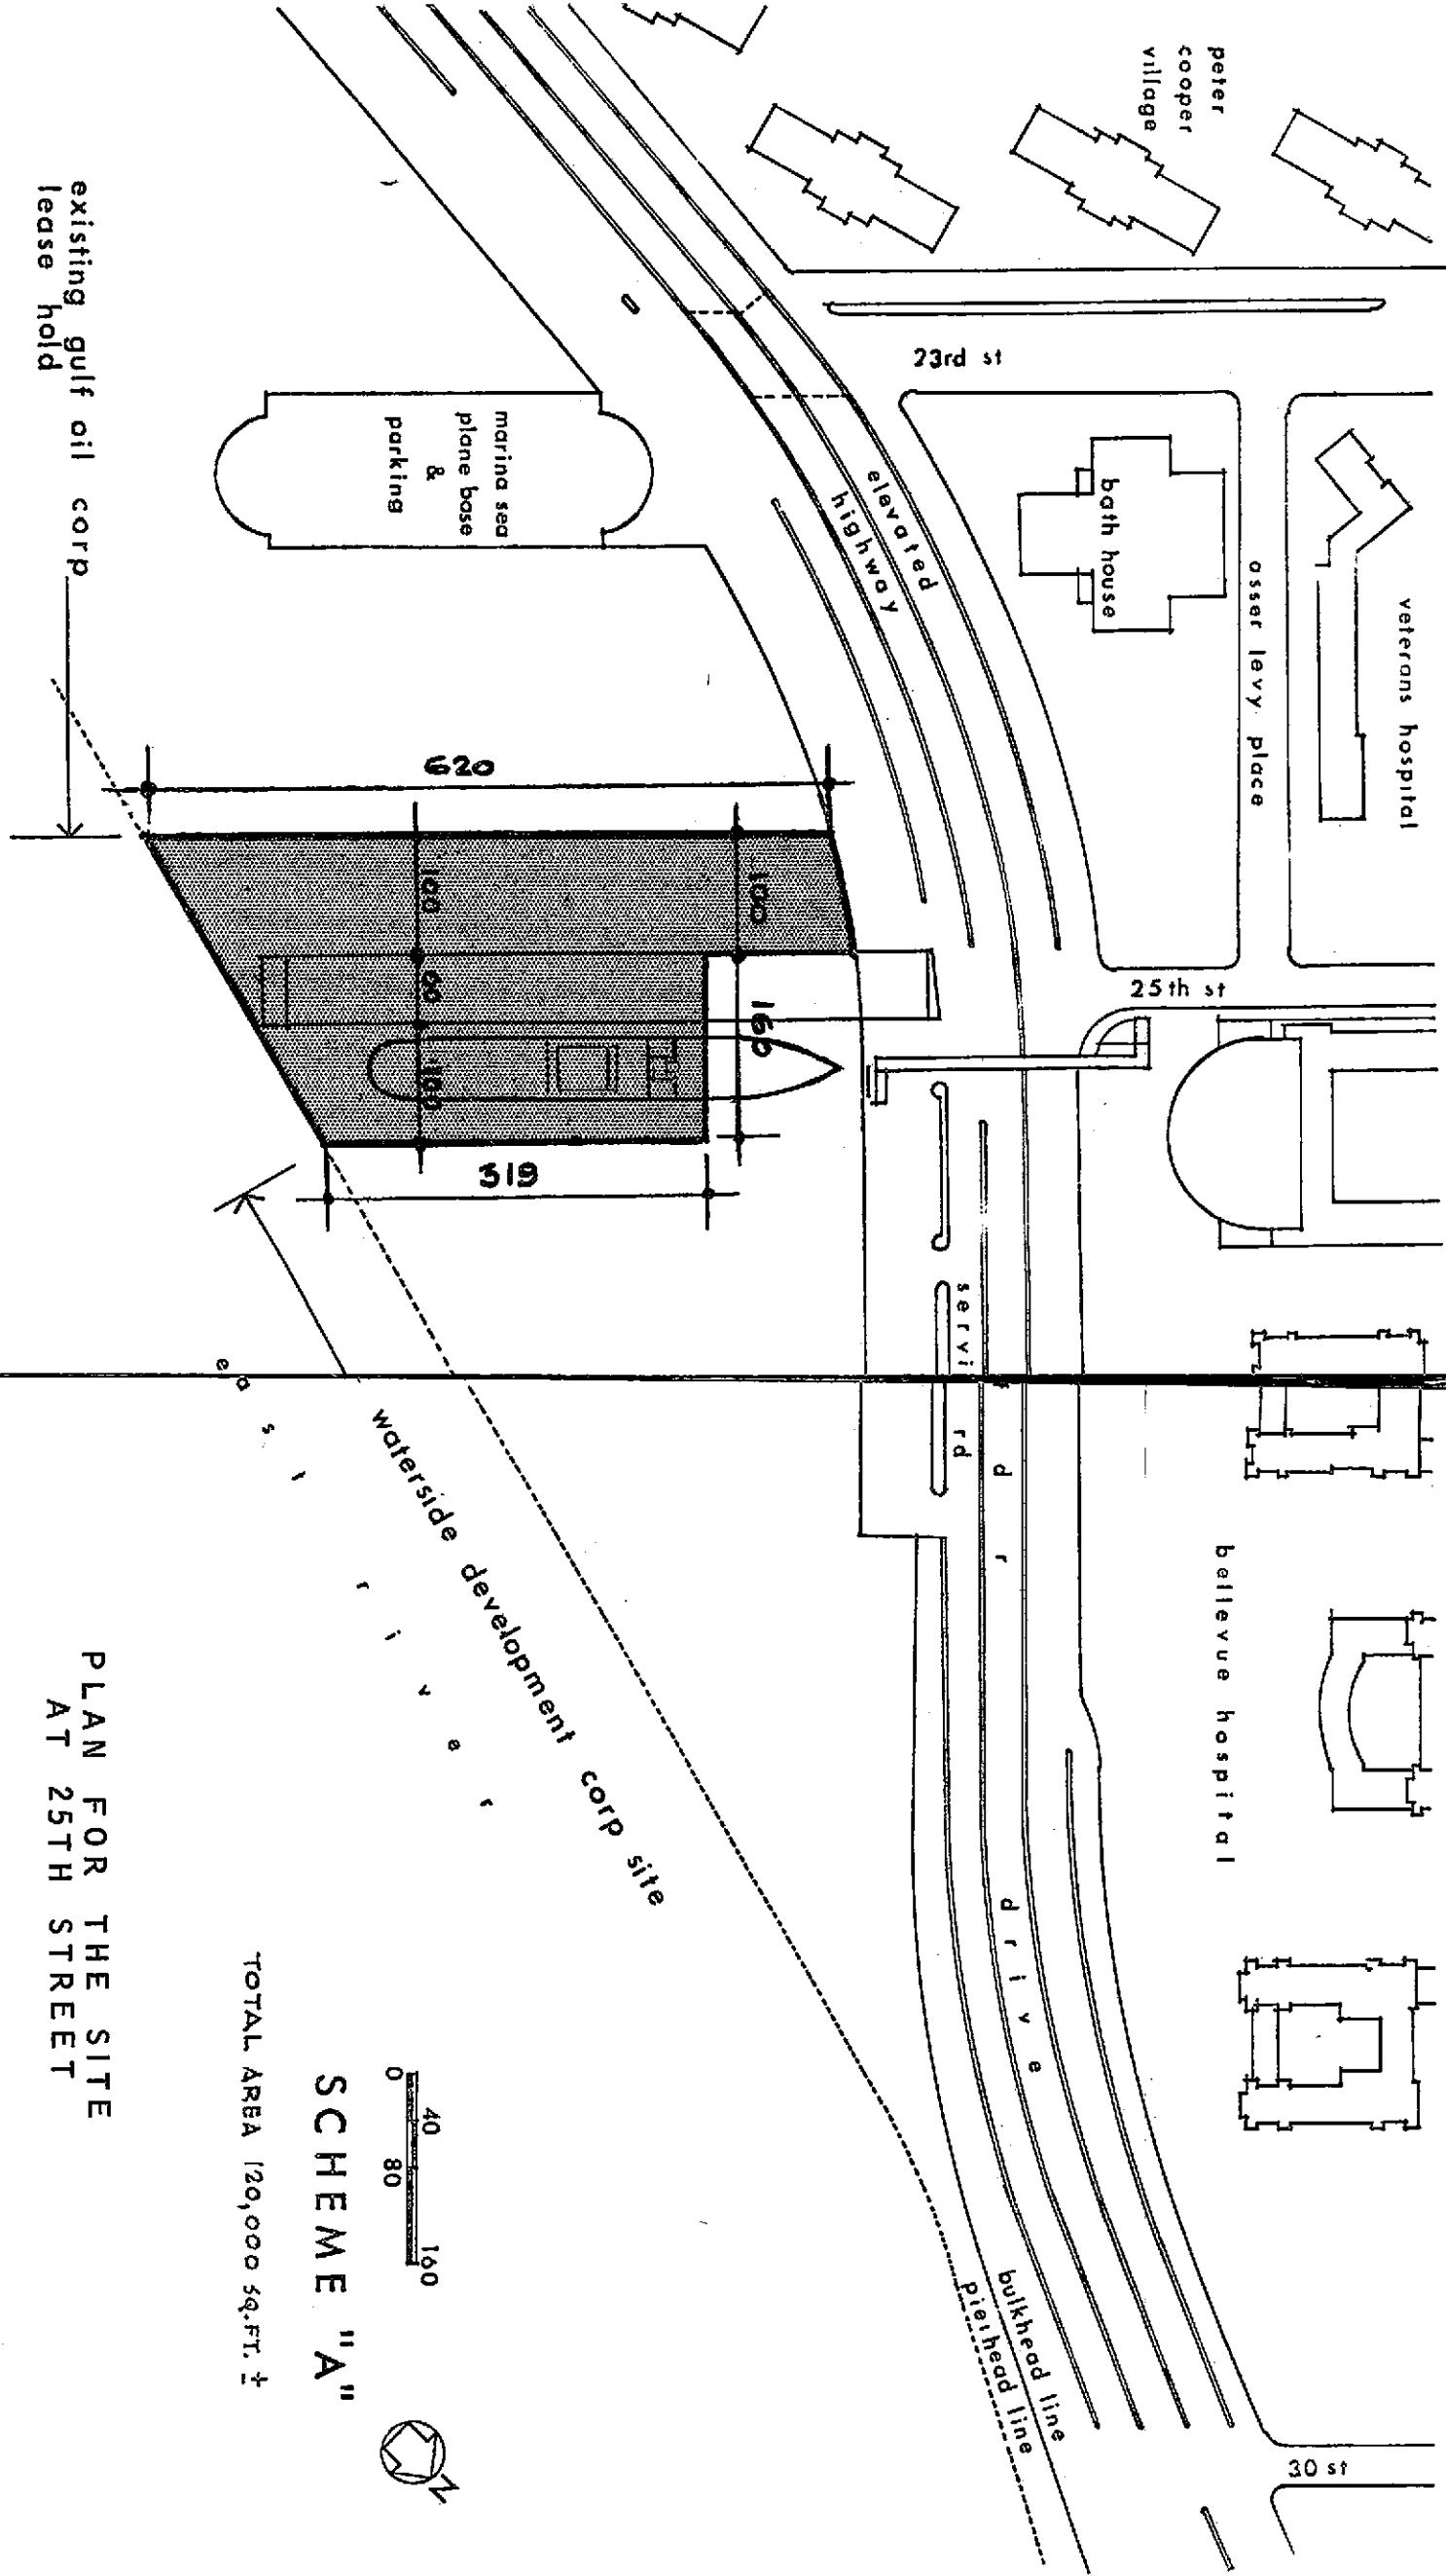 peter
cooper
village
23rd st
veterans hospital
asser levy place
bath house
elevated
highway
marina sea
plane base
&
parking
existing gulf oil corp
lease hold
25th st
620
100
160
100
60
100
319
servi rd
f d r
drive
bellevue hospital
east river
waterside development corp site
bulkhead line
pierhead line
30 st
0 40 80 160
SCHEME "A"
TOTAL AREA 120,000 SQ.FT. ±
N
PLAN FOR THE SITE
AT 25TH STREET